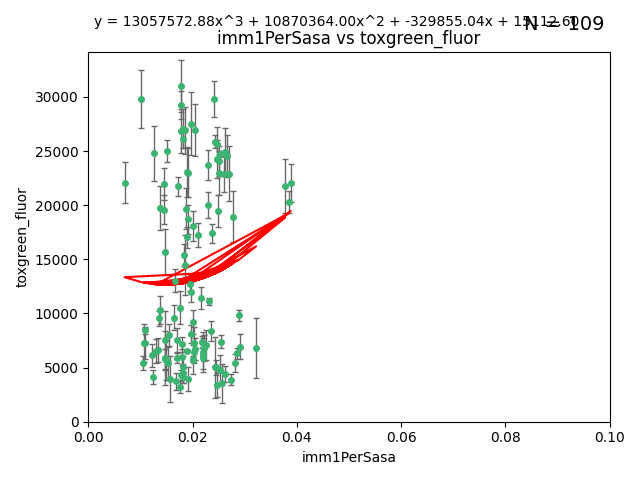 y = 13057572.88x^3 + 10870364.00x^2 + -329855.04x + 15112.60
N = 109
imm1PerSasa vs toxgreen_fluor
toxgreen_fluor
30000
25000
20000
15000
10000
5000
0
0.00 0.02 0.04 0.06 0.08 0.10
imm1PerSasa